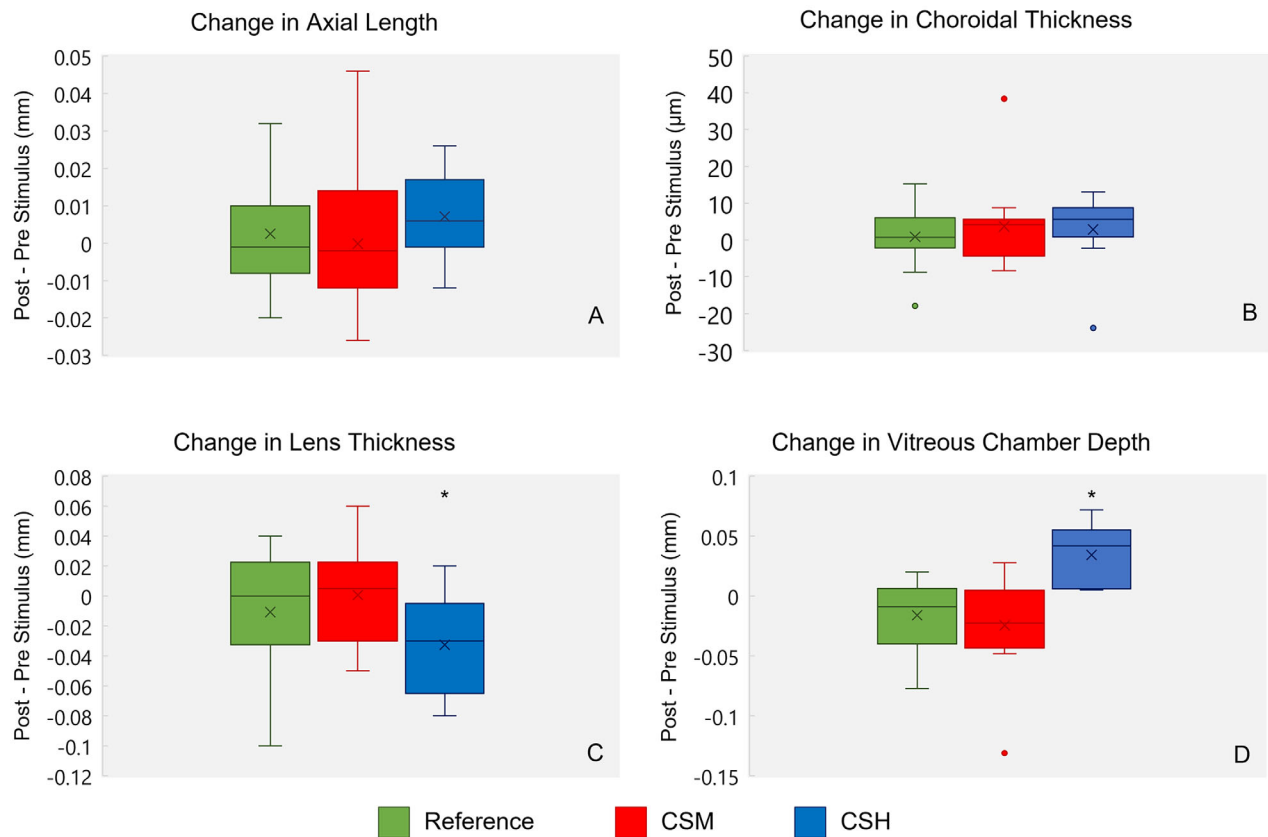 Change in Axial Length
Post - Pre Stimulus (mm)
0.05
0.04
0.03
0.02
0.01
0
-0.01
-0.02
-0.03
A
Change in Choroidal Thickness
Post - Pre Stimulus (µm)
50
40
30
20
10
0
-10
-20
-30
B
Change in Lens Thickness
Post - Pre Stimulus (mm)
0.08
0.06
0.04
0.02
0
-0.02
-0.04
-0.06
-0.08
-0.1
-0.12
*
C
Change in Vitreous Chamber Depth
Post - Pre Stimulus (mm)
0.1
0.05
0
-0.05
-0.1
-0.15
*
D
Reference CSM CSH